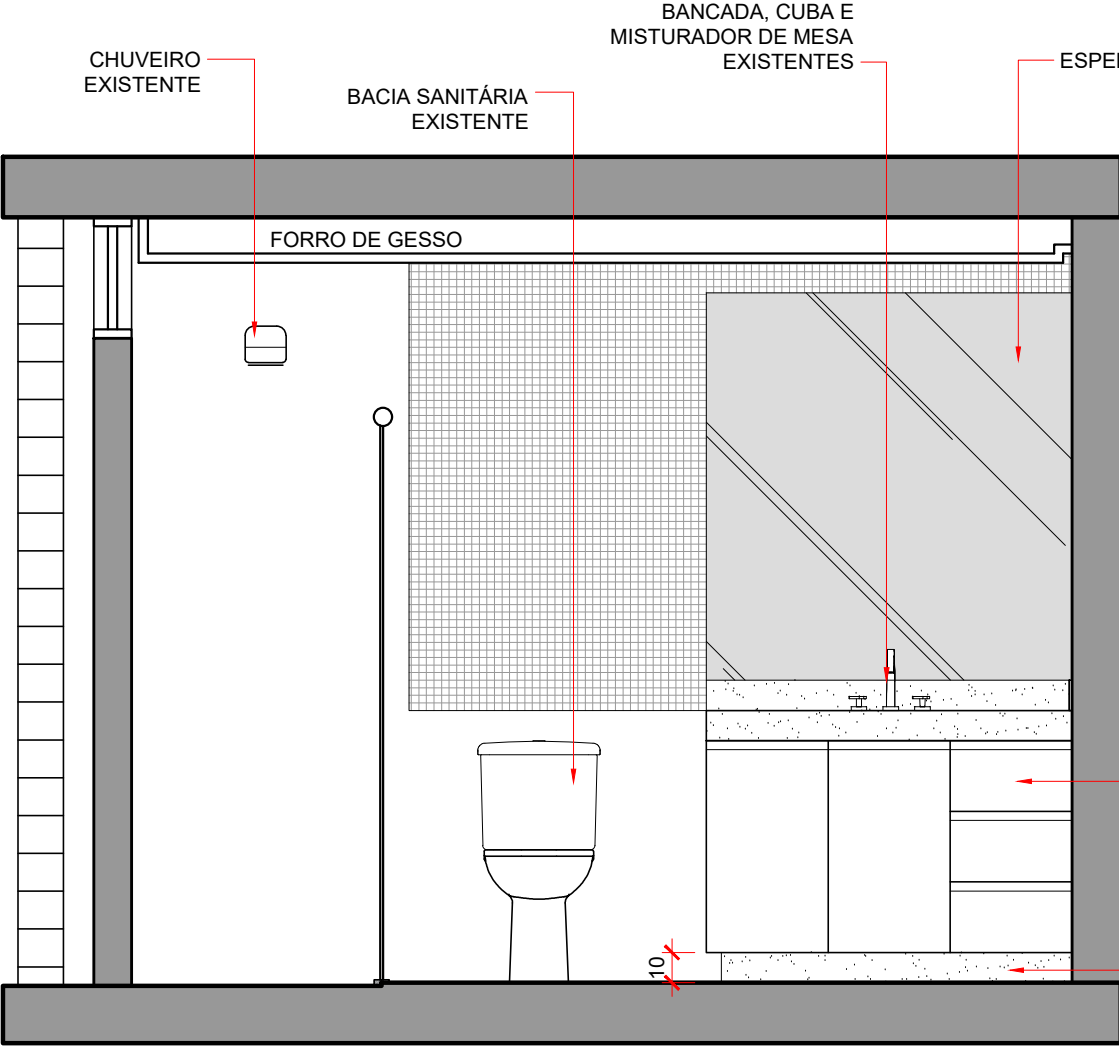 BANCADA, CUBA E
MISTURADOR DE MESA
EXISTENTES
CHUVEIRO
EXISTENTE
BACIA SANITÁRIA
EXISTENTE
FORRO DE GESSO
10